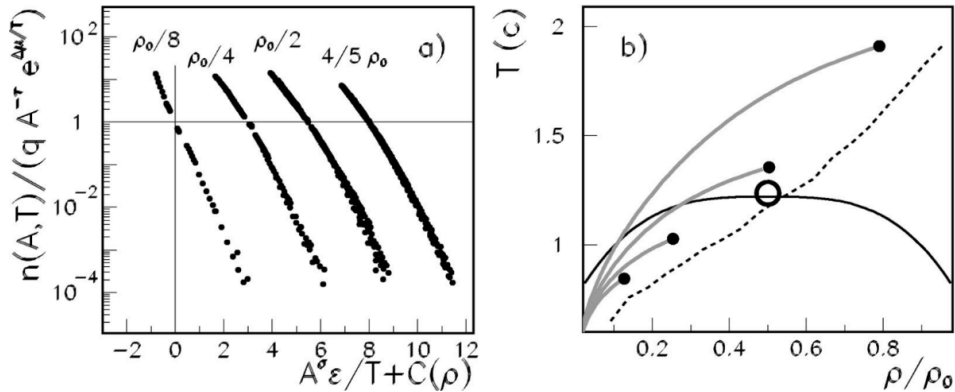 n(A,T)/(q A^-τ e^Δμ/T)
10²
1
10⁻²
10⁻⁴
ρ₀/8
ρ₀/4
ρ₀/2
4/5 ρ₀
a)
−2 0 2 4 6 8 10 12
A^σ ε/T+C(ρ)
T (c)
2
1.5
1
b)
0.2 0.4 0.6 0.8
ρ/ρ₀